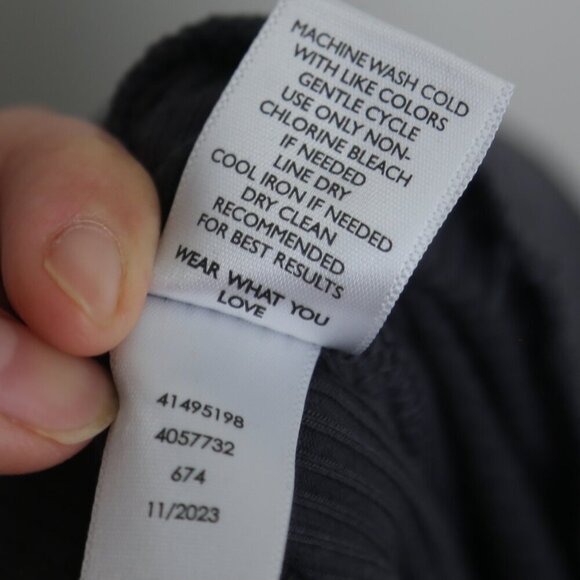 MACHINE WASH COLD
WITH LIKE COLORS
GENTLE CYCLE
USE ONLY NON-
CHLORINE BLEACH
IF NEEDED
LINE DRY
COOL IRON IF NEEDED
DRY CLEAN
RECOMMENDED
FOR BEST RESULTS
WEAR WHAT YOU
LOVE
41495198
4057732
674
11/2023